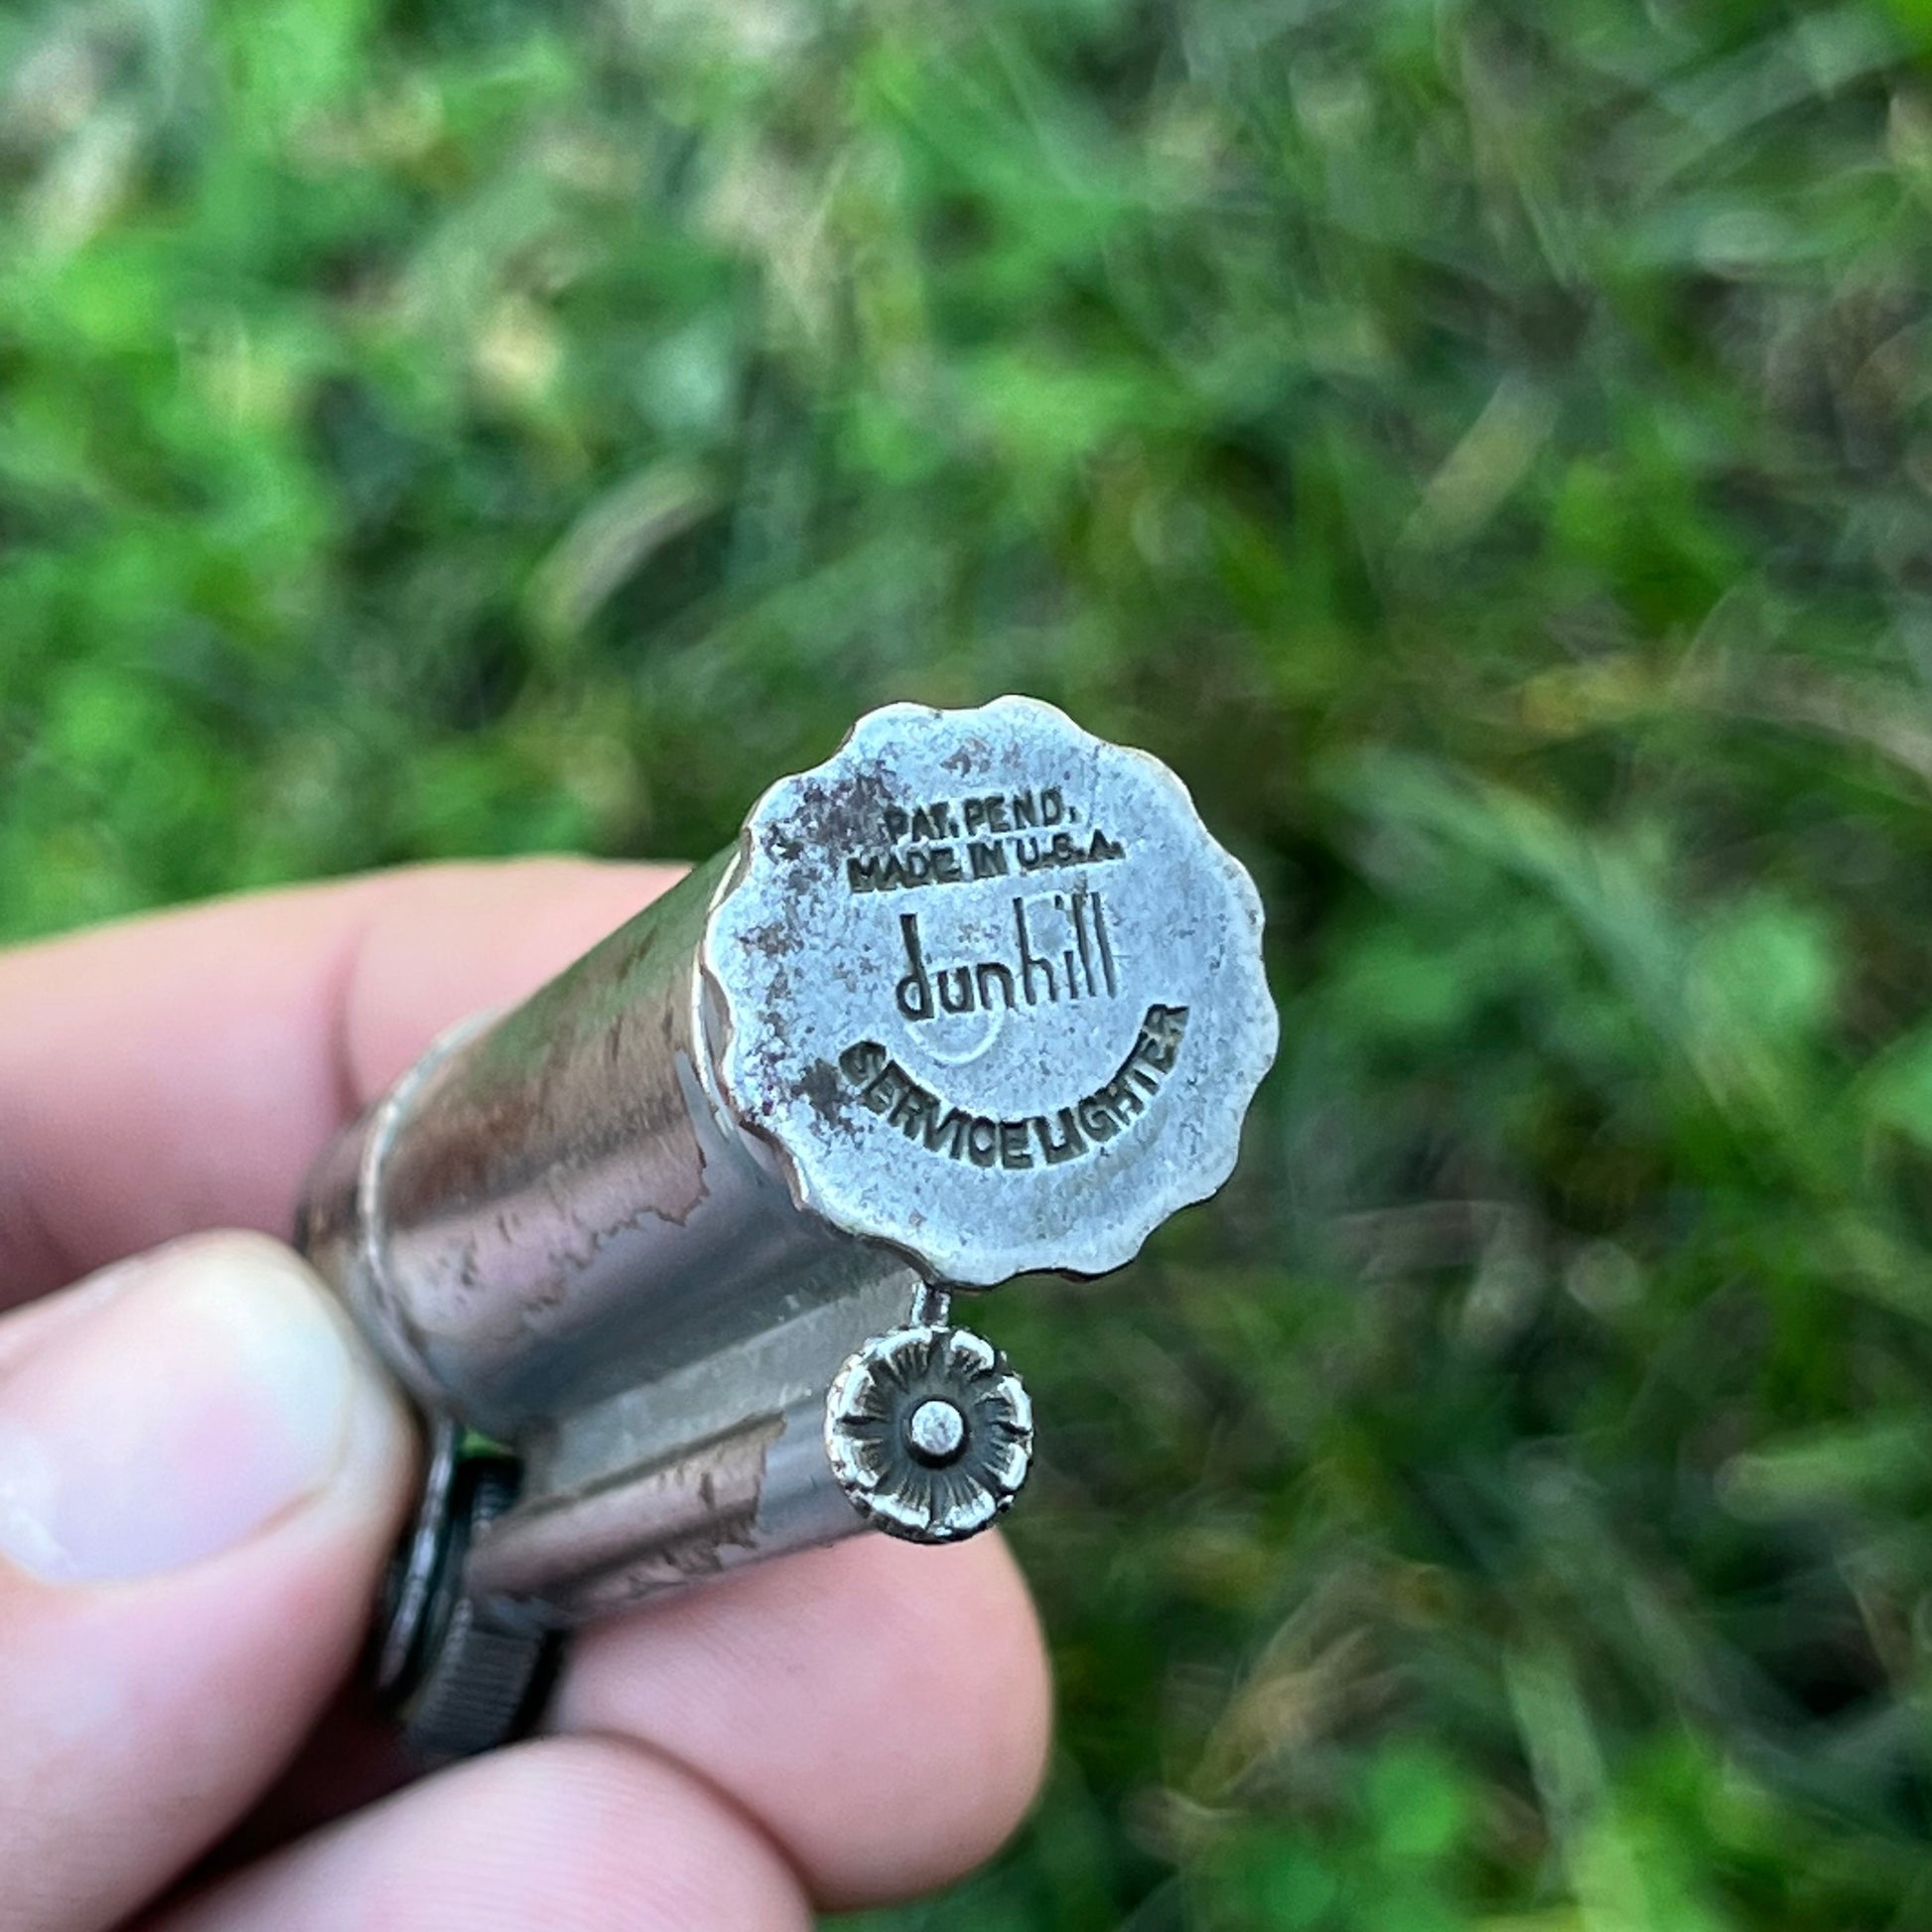 PAT. PEND.
MADE IN U.S.A.
dunhill
SERVICE LIGHTER